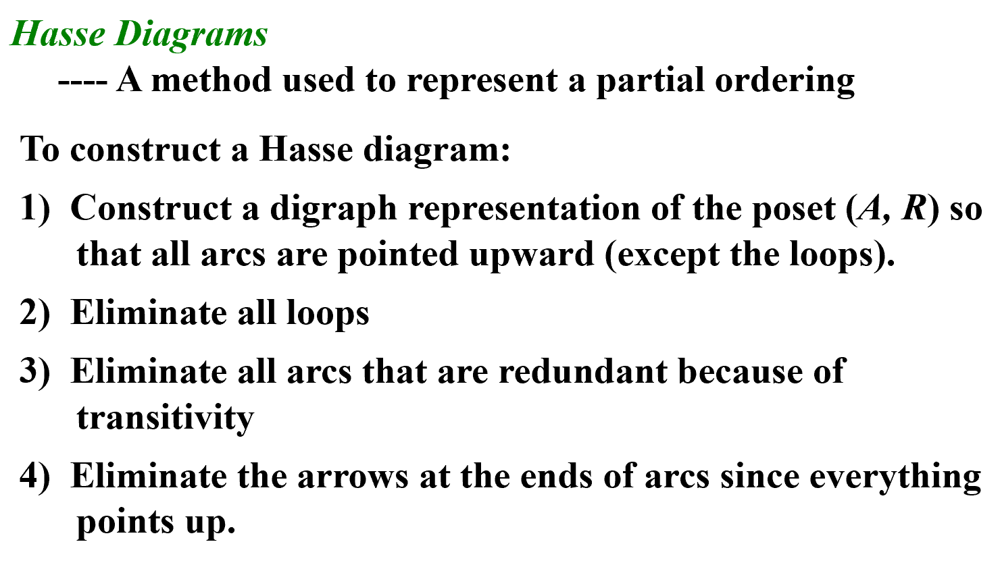 Hasse Diagrams
---- A method used to represent a partial ordering
To construct a Hasse diagram:
1) Construct a digraph representation of the poset (A, R) so
that all arcs are pointed upward (except the loops).
2) Eliminate all loops
3) Eliminate all arcs that are redundant because of
transitivity
4) Eliminate the arrows at the ends of arcs since everything
points up.